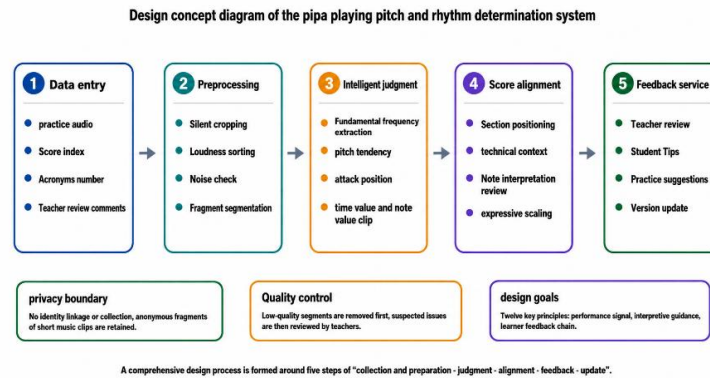 Design concept diagram of the pipa playing pitch and rhythm determination system
1 Data entry
practice audio
Score index
Acronyms number
Teacher review comments
2 Preprocessing
Silent cropping
Loudness sorting
Noise check
Fragment segmentation
3 Intelligent judgment
Fundamental frequency
extraction
pitch tendency
attack position
time value and note
value clip
4 Score alignment
Section positioning
technical context
Note interpretation
review
expressive scaling
5 Feedback service
Teacher review
Student Tips
Practice suggestions
Version update
privacy boundary
No identity linkage or collection, anonymous fragments
of short music clips are retained.
Quality control
Low-quality segments are removed first, suspected issues
are then reviewed by teachers.
design goals
Twelve key principles: performance signal, interpretive guidance,
learner feedback chain.
A comprehensive design process is formed around five steps of "collection and preparation - judgment - alignment - feedback - update".